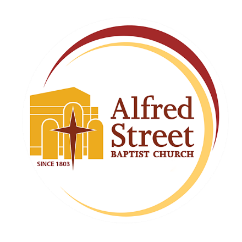 Alfred
Street
BAPTIST CHURCH
SINCE 1803